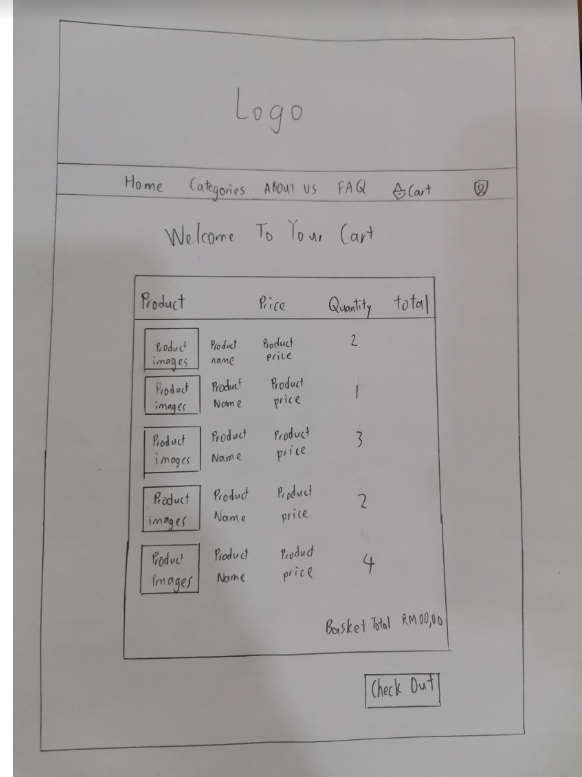 Logo
Home Categories ABOUT US FAQ Cart
Welcome To Your Cart
Product Price Quantity total
Product Product Product 2
images name price
Product Product Product 1
images Name price
Product Product Product 3
images Name price
Product Product Product 2
images Name price
Product Product Product 4
Images Name price
Basket Total RM00,00
Check Out